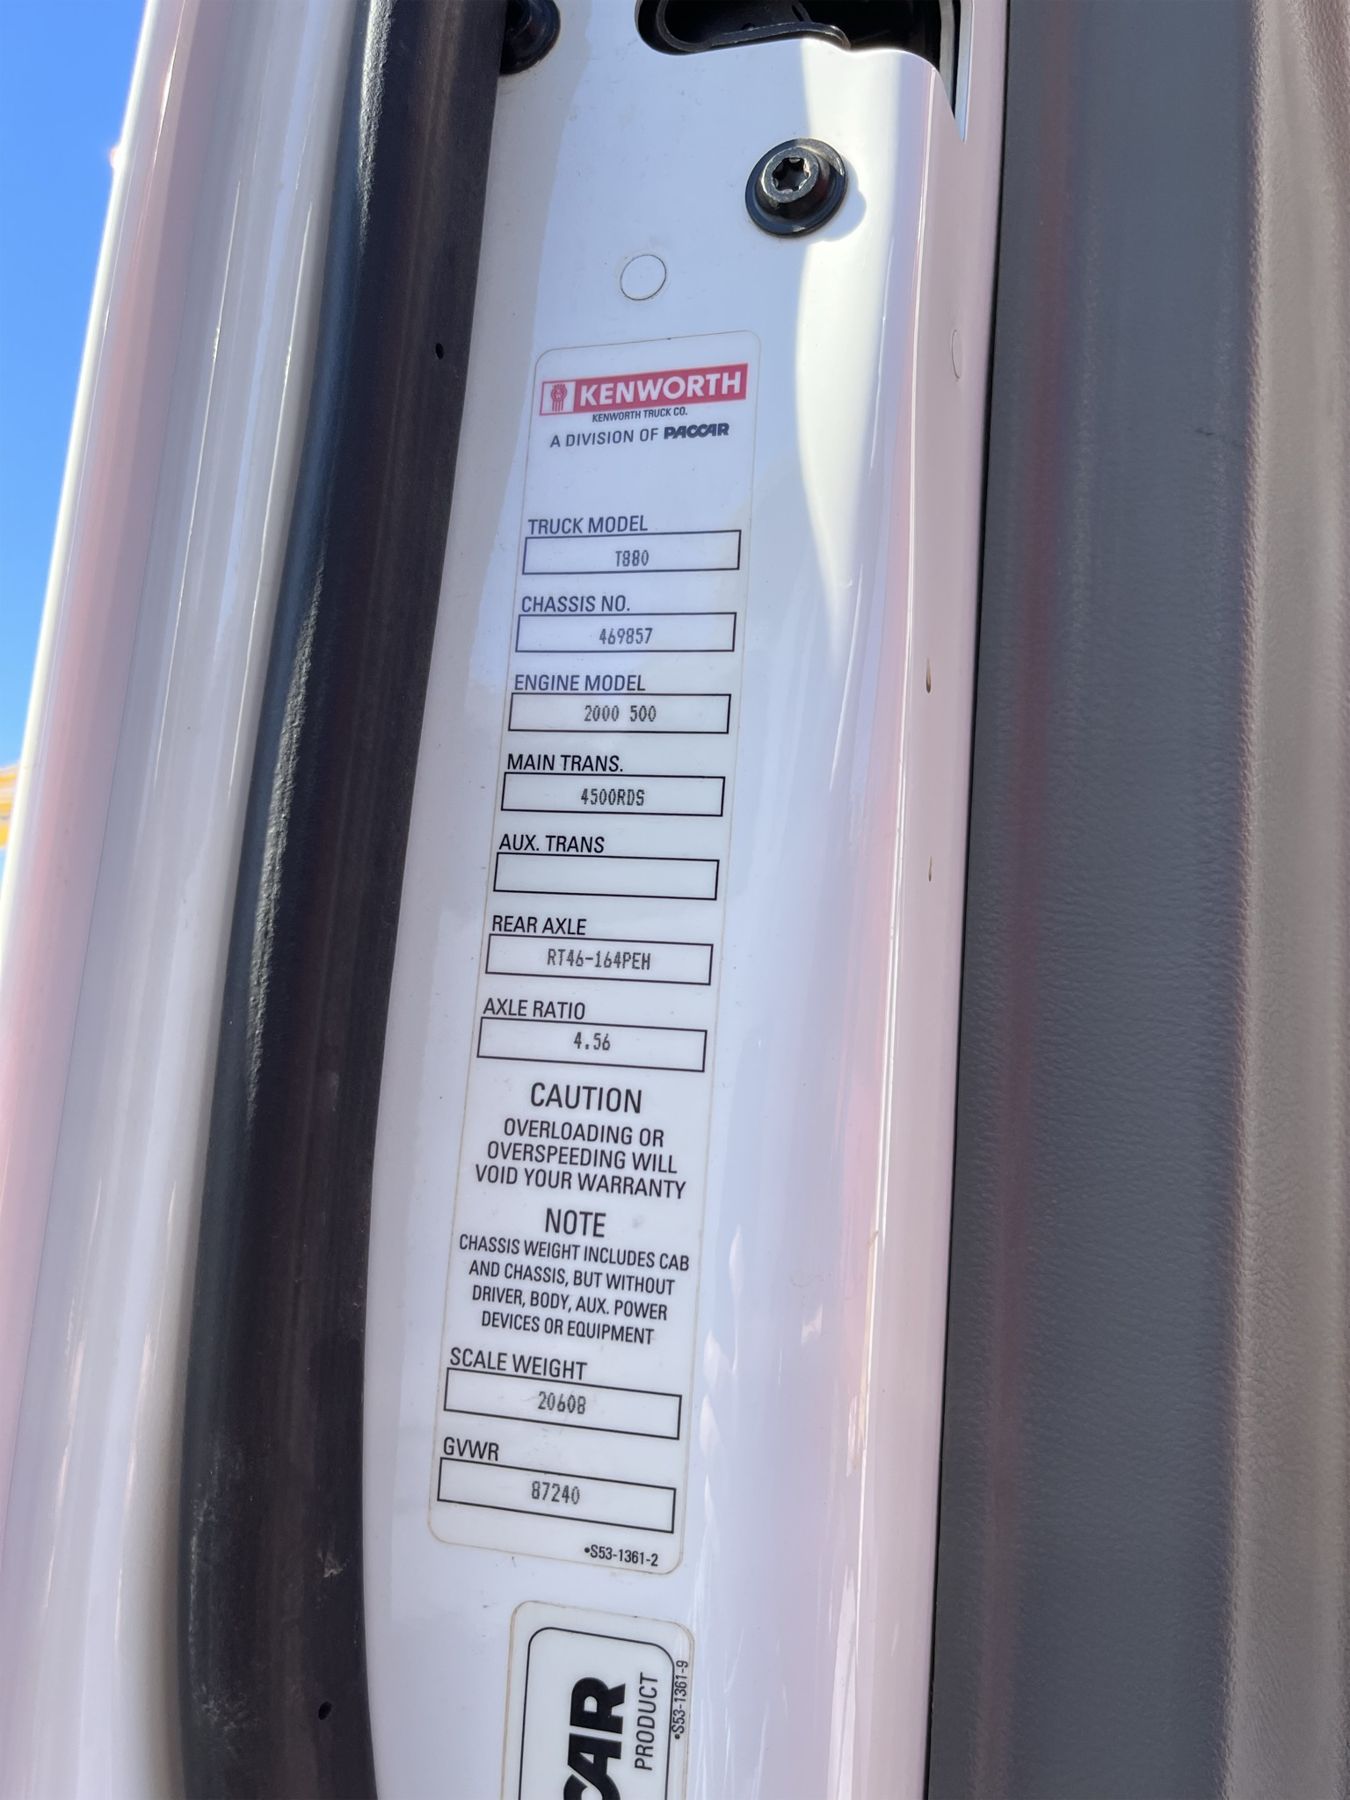 KENWORTH
KENWORTH TRUCK CO.
A DIVISION OF PACCAR
TRUCK MODEL
T880
CHASSIS NO.
469857
ENGINE MODEL
2000 500
MAIN TRANS.
4500RDS
AUX. TRANS
REAR AXLE
RT46-164PEH
AXLE RATIO
4.56
CAUTION
OVERLOADING OR
OVERSPEEDING WILL
VOID YOUR WARRANTY
NOTE
CHASSIS WEIGHT INCLUDES CAB
AND CHASSIS, BUT WITHOUT
DRIVER, BODY, AUX. POWER
DEVICES OR EQUIPMENT
SCALE WEIGHT
20608
GVWR
87240
•S53-1361-2
CAR
PRODUCT
•S53-1361-9